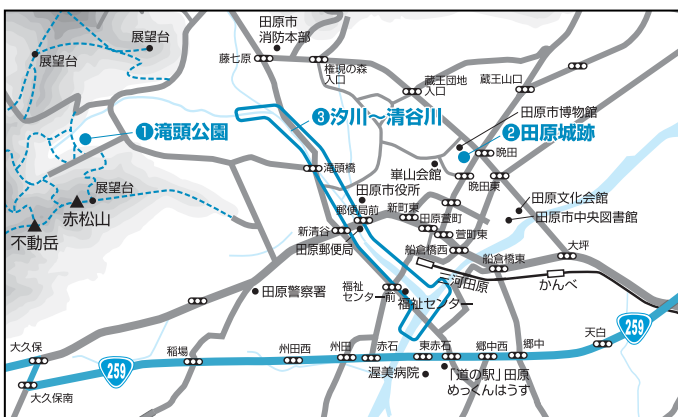 田原市
消防本部
展望台
展望台
藤七原
権現の森
入口
蔵王団地
入口
蔵王山口
❶滝頭公園
❸汐川〜清谷川
田原市博物館
❷田原城跡
晩田
崋山会館
晩田東
滝頭橋
展望台
赤松山
不動岳
田原市役所
郵便局前
新町東
田原萱町
萱町東
田原文化会館
田原市中央図書館
新清谷
田原郵便局
船倉橋西
船倉橋東
大坪
三河田原
かんべ
田原警察署
福祉
センター前
福祉センター
大久保
稲場
州田西
州田
赤石
東赤石
郷中西
郷中
天白
259
259
大久保南
渥美病院
「道の駅」田原
めっくんはうす